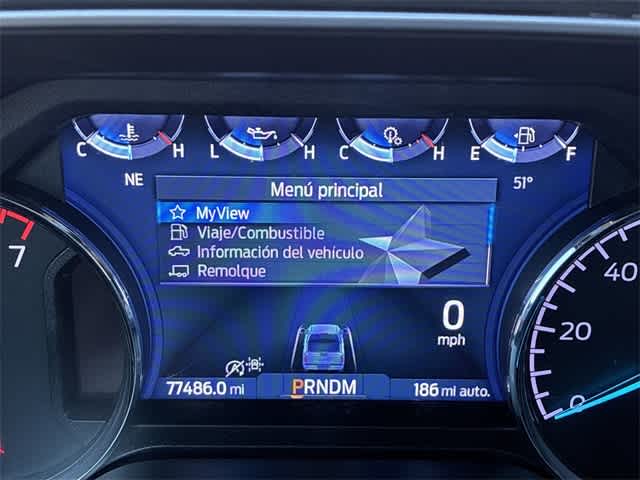 C H L H C H E F
NE 51°
Menú principal
MyView
Viaje/Combustible
Información del vehículo
Remolque
7
40
20
0
0
mph
77486.0 mi PRNDM 186 mi auto.